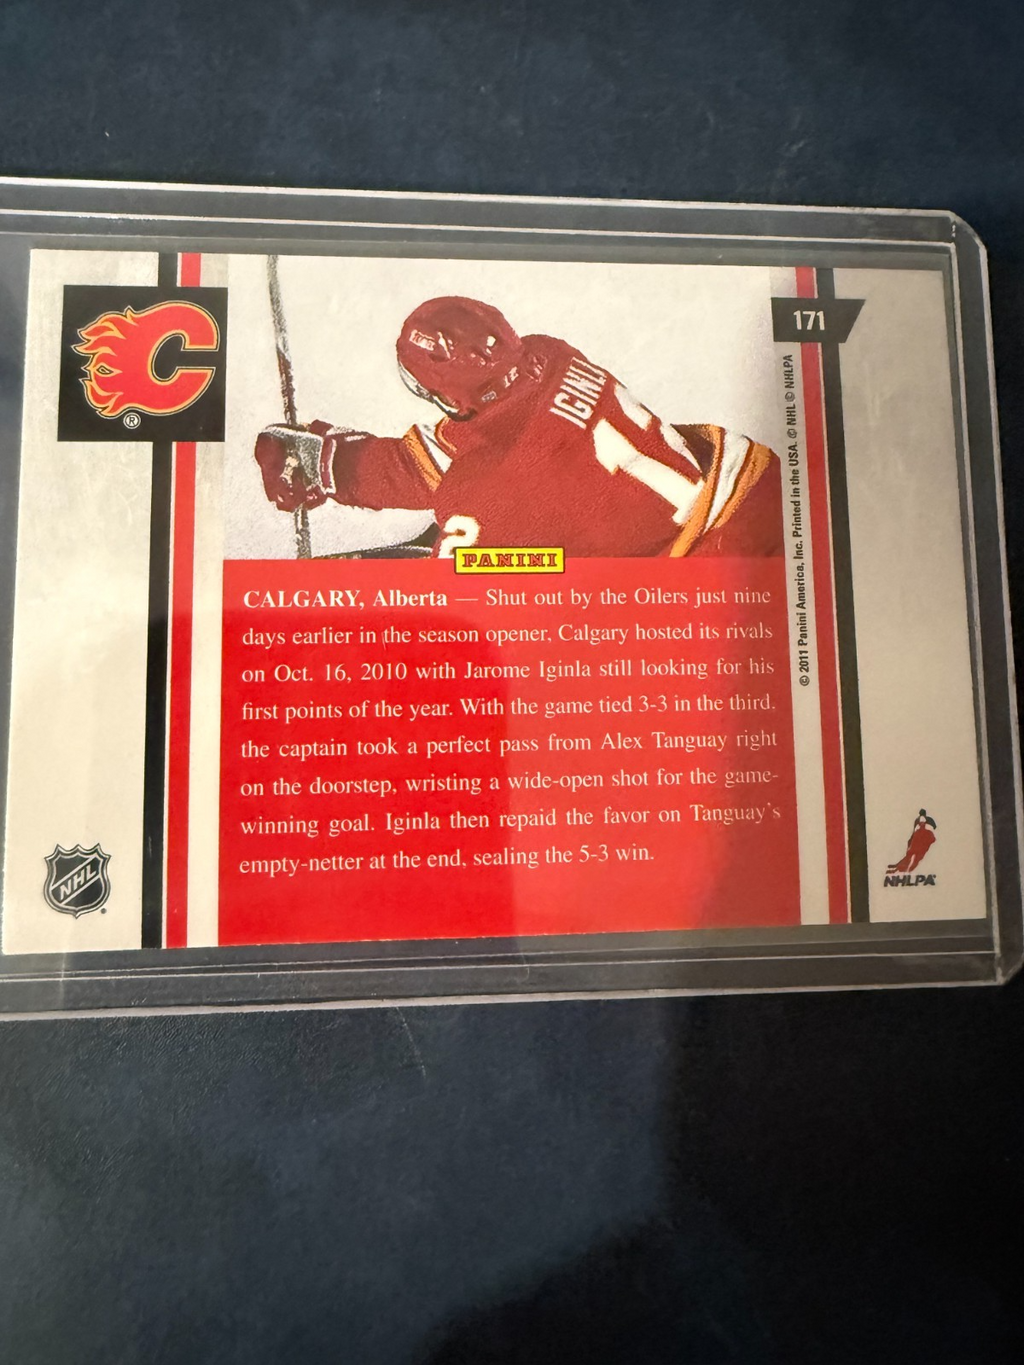 171
IGINLA
12
2
®
© 2011 Panini America, Inc. Printed in the USA. © NHL © NHLPA
PANINI
CALGARY, Alberta — Shut out by the Oilers just nine
days earlier in the season opener, Calgary hosted its rivals
on Oct. 16, 2010 with Jarome Iginla still looking for his
first points of the year. With the game tied 3-3 in the third,
the captain took a perfect pass from Alex Tanguay right
on the doorstep, wristing a wide-open shot for the game-
winning goal. Iginla then repaid the favor on Tanguay's
empty-netter at the end, sealing the 5-3 win.
NHL
NHLPA